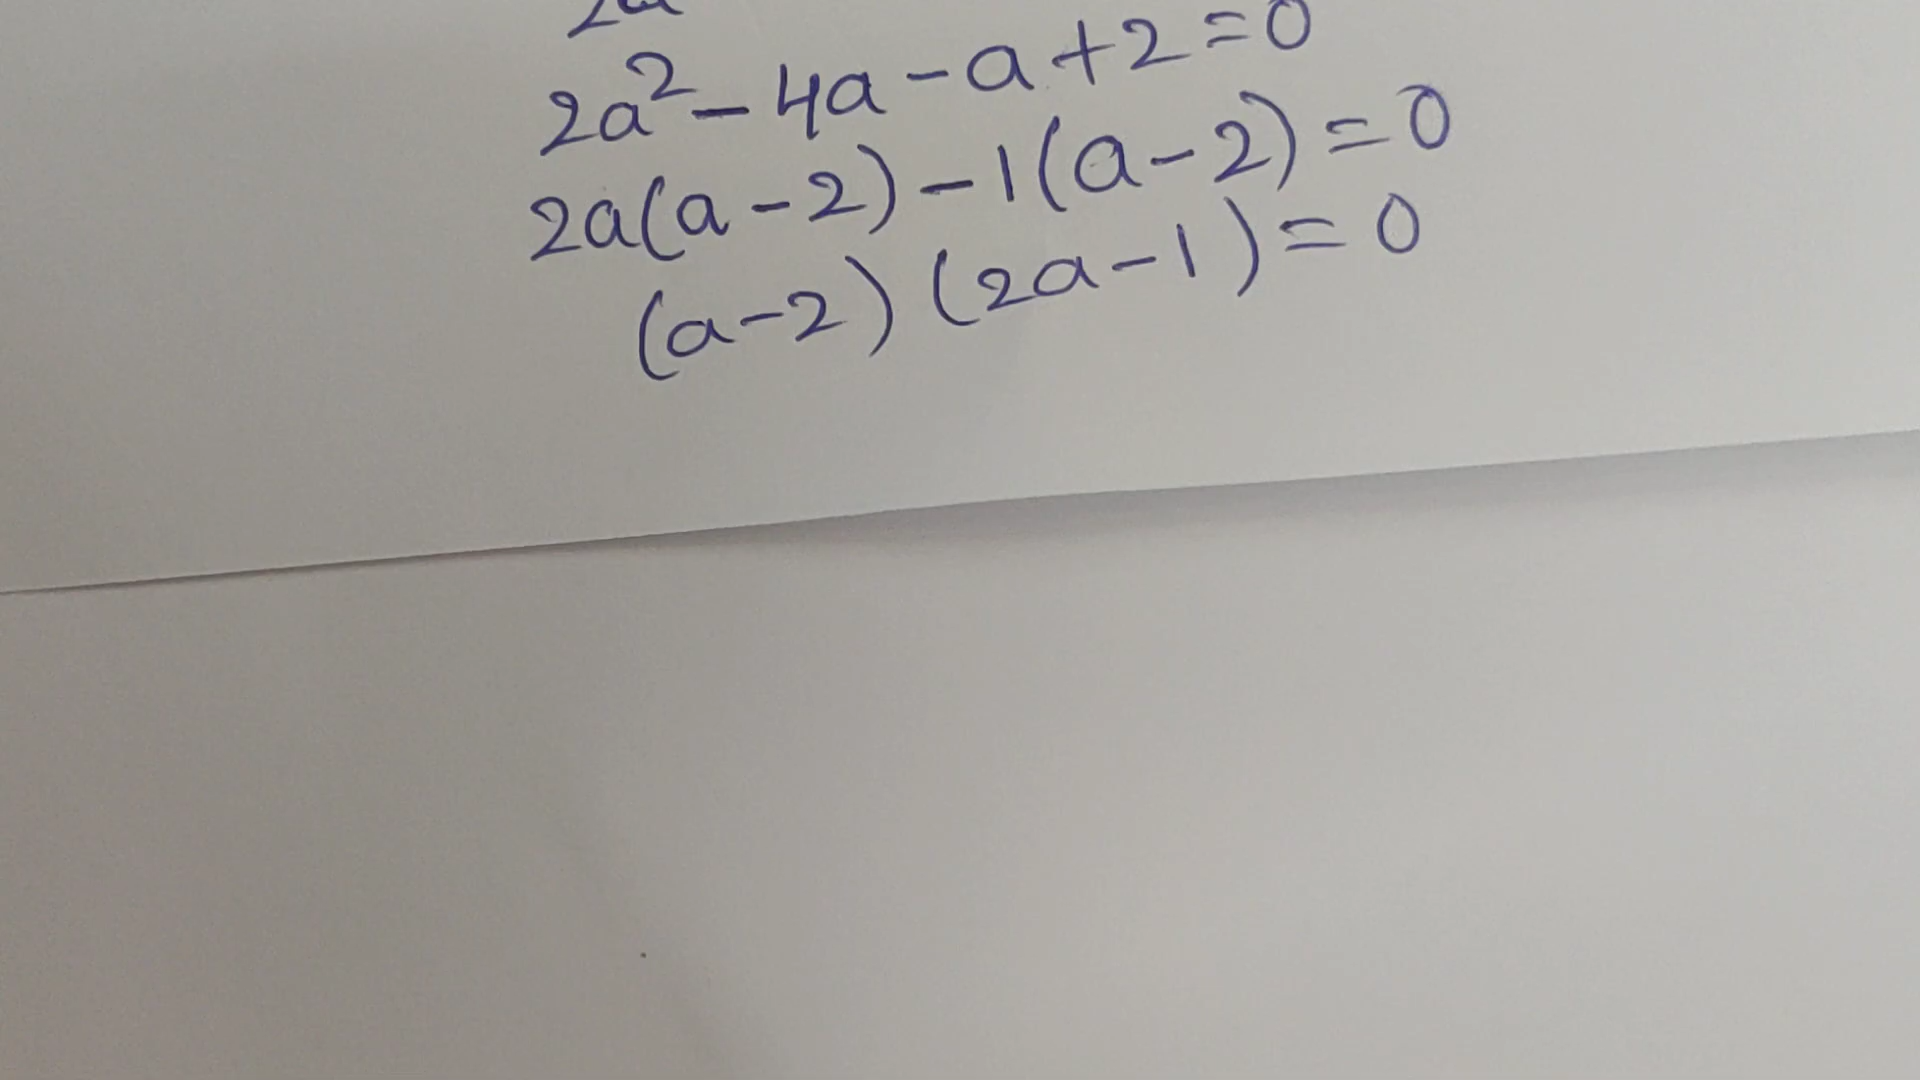 2a² - 4a - a + 2 = 0
2a(a - 2) - 1(a - 2) = 0
(a - 2) (2a - 1) = 0